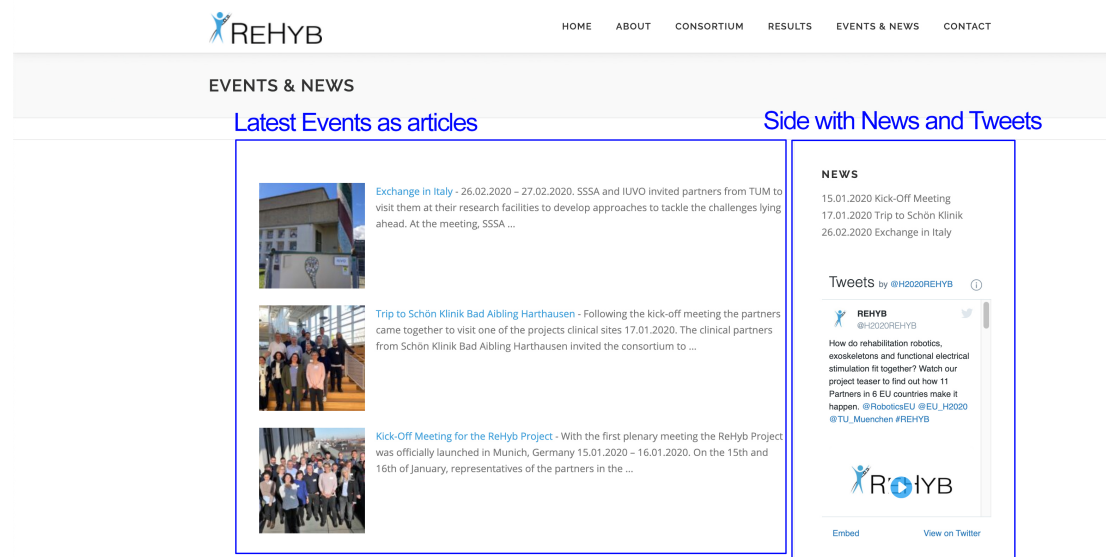 REHYB
HOME ABOUT CONSORTIUM RESULTS EVENTS & NEWS CONTACT
EVENTS & NEWS
Latest Events as articles
Side with News and Tweets
Exchange in Italy - 26.02.2020 – 27.02.2020. SSSA and IUVO invited partners from TUM to
visit them at their research facilities to develop approaches to tackle the challenges lying
ahead. At the meeting, SSSA ...
Trip to Schön Klinik Bad Aibling Harthausen - Following the kick-off meeting the partners
came together to visit one of the projects clinical sites 17.01.2020. The clinical partners
from Schön Klinik Bad Aibling Harthausen invited the consortium to ...
Kick-Off Meeting for the ReHyb Project - With the first plenary meeting the ReHyb Project
was officially launched in Munich, Germany 15.01.2020 – 16.01.2020. On the 15th and
16th of January, representatives of the partners in the ...
NEWS
15.01.2020 Kick-Off Meeting
17.01.2020 Trip to Schön Klinik
26.02.2020 Exchange in Italy
Tweets by @H2020REHYB
REHYB
@H2020REHYB
How do rehabilitation robotics,
exoskeletons and functional electrical
stimulation fit together? Watch our
project teaser to find out how 11
Partners in 6 EU countries make it
happen. @RoboticsEU @EU_H2020
@TU_Muenchen #REHYB
REHYB
Embed View on Twitter